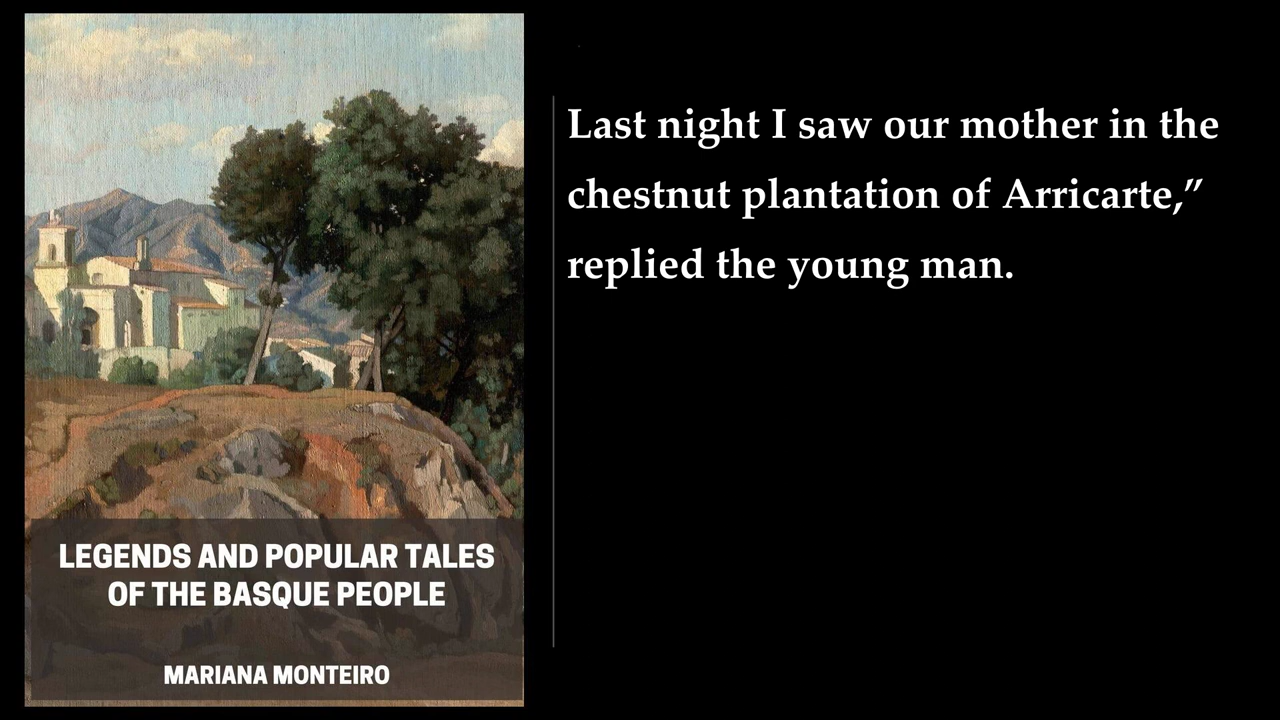 Last night I saw our mother in the
chestnut plantation of Arricarte,”
replied the young man.
LEGENDS AND POPULAR TALES
OF THE BASQUE PEOPLE
MARIANA MONTEIRO